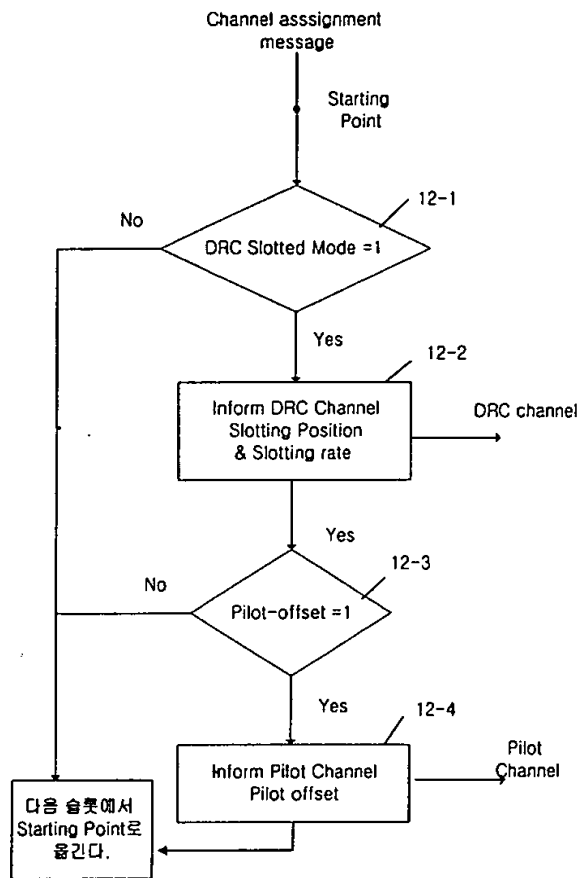 Channel asssignment
message
Starting
Point
12-1
No
DRC Slotted Mode =1
Yes
12-2
Inform DRC Channel
Slotting Position
& Slotting rate
DRC channel
Yes
12-3
No
Pilot-offset =1
Yes
12-4
Pilot
Channel
Inform Pilot Channel
Pilot offset
다음 슬롯에서
Starting Point로
옮긴다.